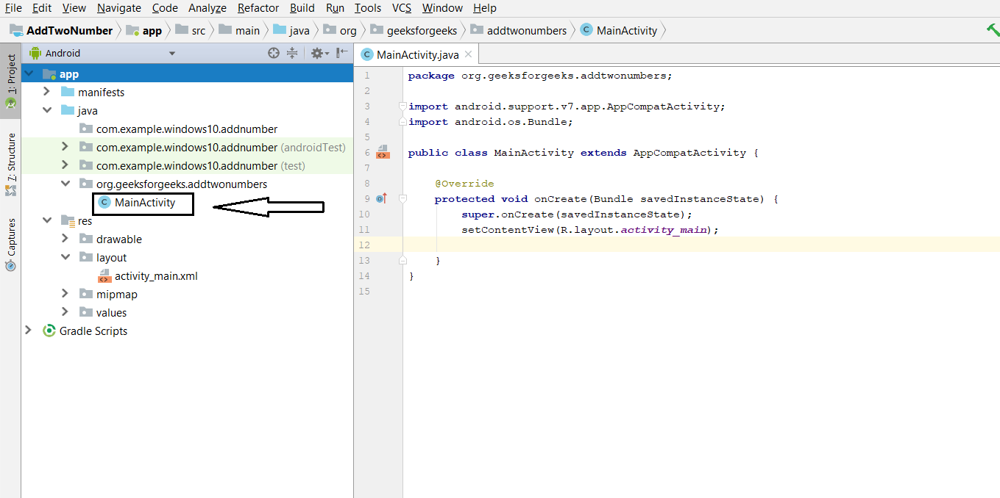 File Edit View Navigate Code Analyze Refactor Build Run Tools VCS Window Help
AddTwoNumber app src main java org geeksforgeeks addtwonumbers MainActivity
1: Project
7: Structure
Captures
Android
app
manifests
java
com.example.windows10.addnumber
com.example.windows10.addnumber (androidTest)
com.example.windows10.addnumber (test)
org.geeksforgeeks.addtwonumbers
C MainActivity
res
drawable
layout
activity_main.xml
mipmap
values
Gradle Scripts
C MainActivity.java
1 package org.geeksforgeeks.addtwonumbers;
2
3 import android.support.v7.app.AppCompatActivity;
4 import android.os.Bundle;
5
6 public class MainActivity extends AppCompatActivity {
7
8 @Override
9 protected void onCreate(Bundle savedInstanceState) {
10 super.onCreate(savedInstanceState);
11 setContentView(R.layout.activity_main);
12
13 }
14 }
15